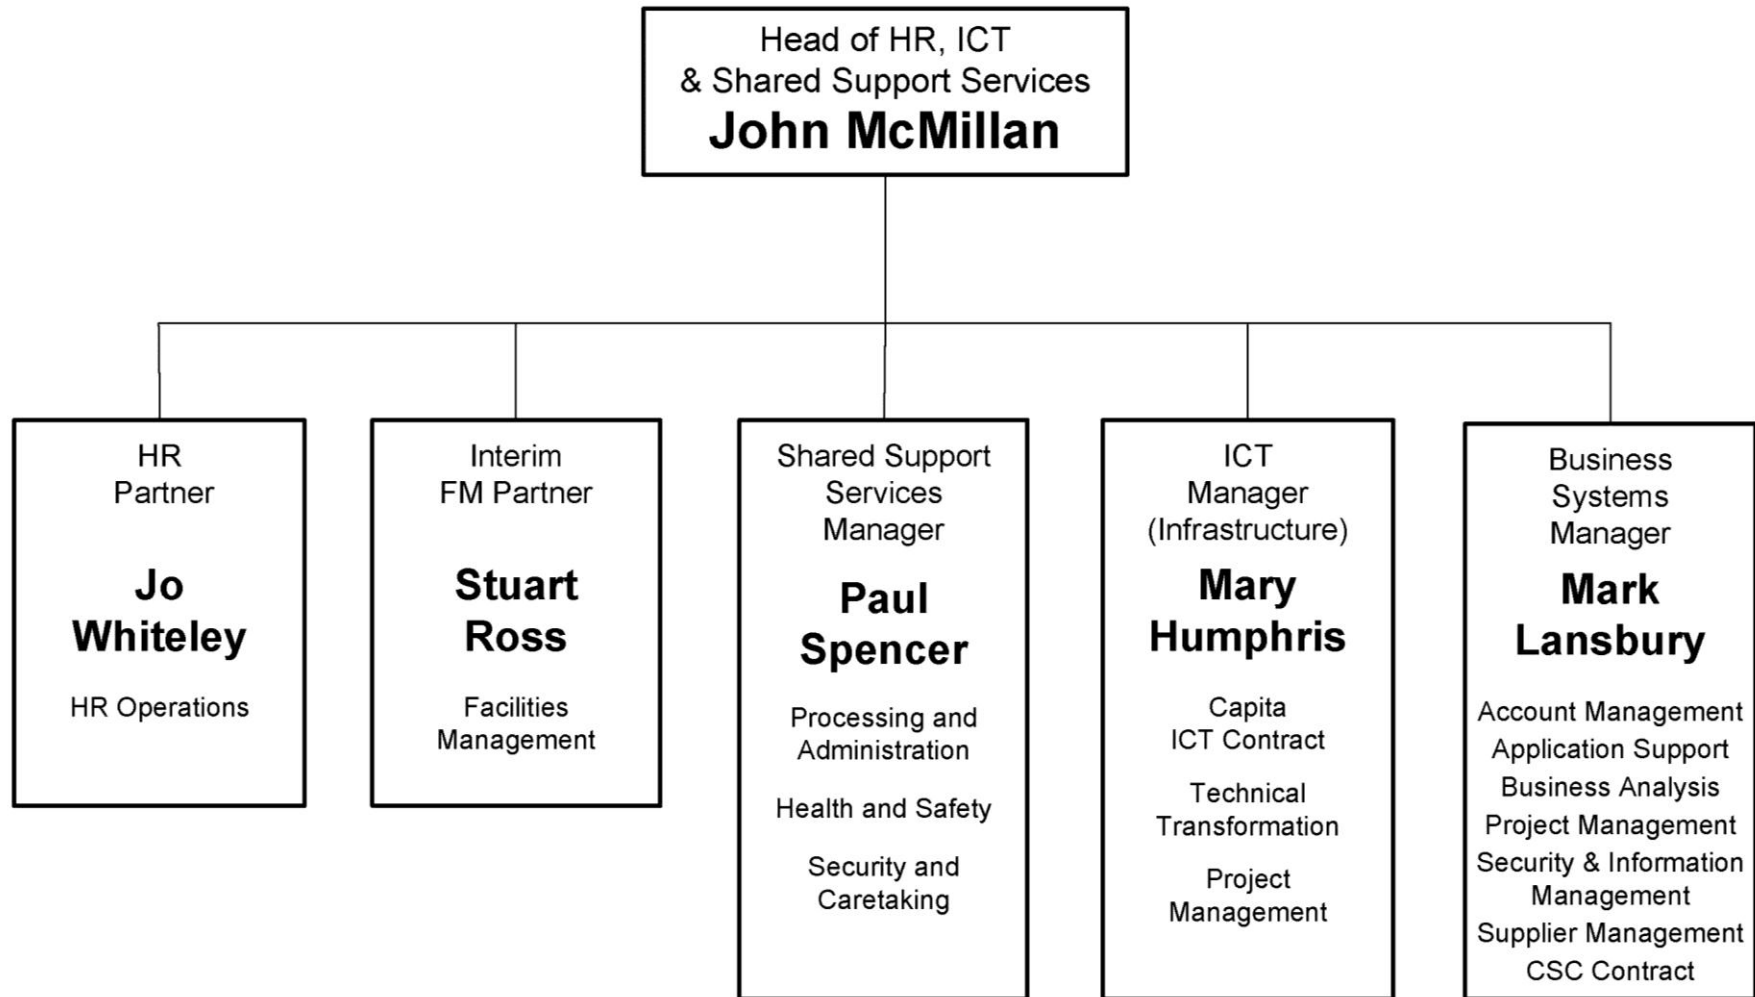 Head of HR, ICT
& Shared Support Services
John McMillan
HR
Partner
Jo
Whiteley
HR Operations
Interim
FM Partner
Stuart
Ross
Facilities
Management
Shared Support
Services
Manager
Paul
Spencer
Processing and
Administration
Health and Safety
Security and
Caretaking
ICT
Manager
(Infrastructure)
Mary
Humphris
Capita
ICT Contract
Technical
Transformation
Project
Management
Business
Systems
Manager
Mark
Lansbury
Account Management
Application Support
Business Analysis
Project Management
Security & Information
Management
Supplier Management
CSC Contract